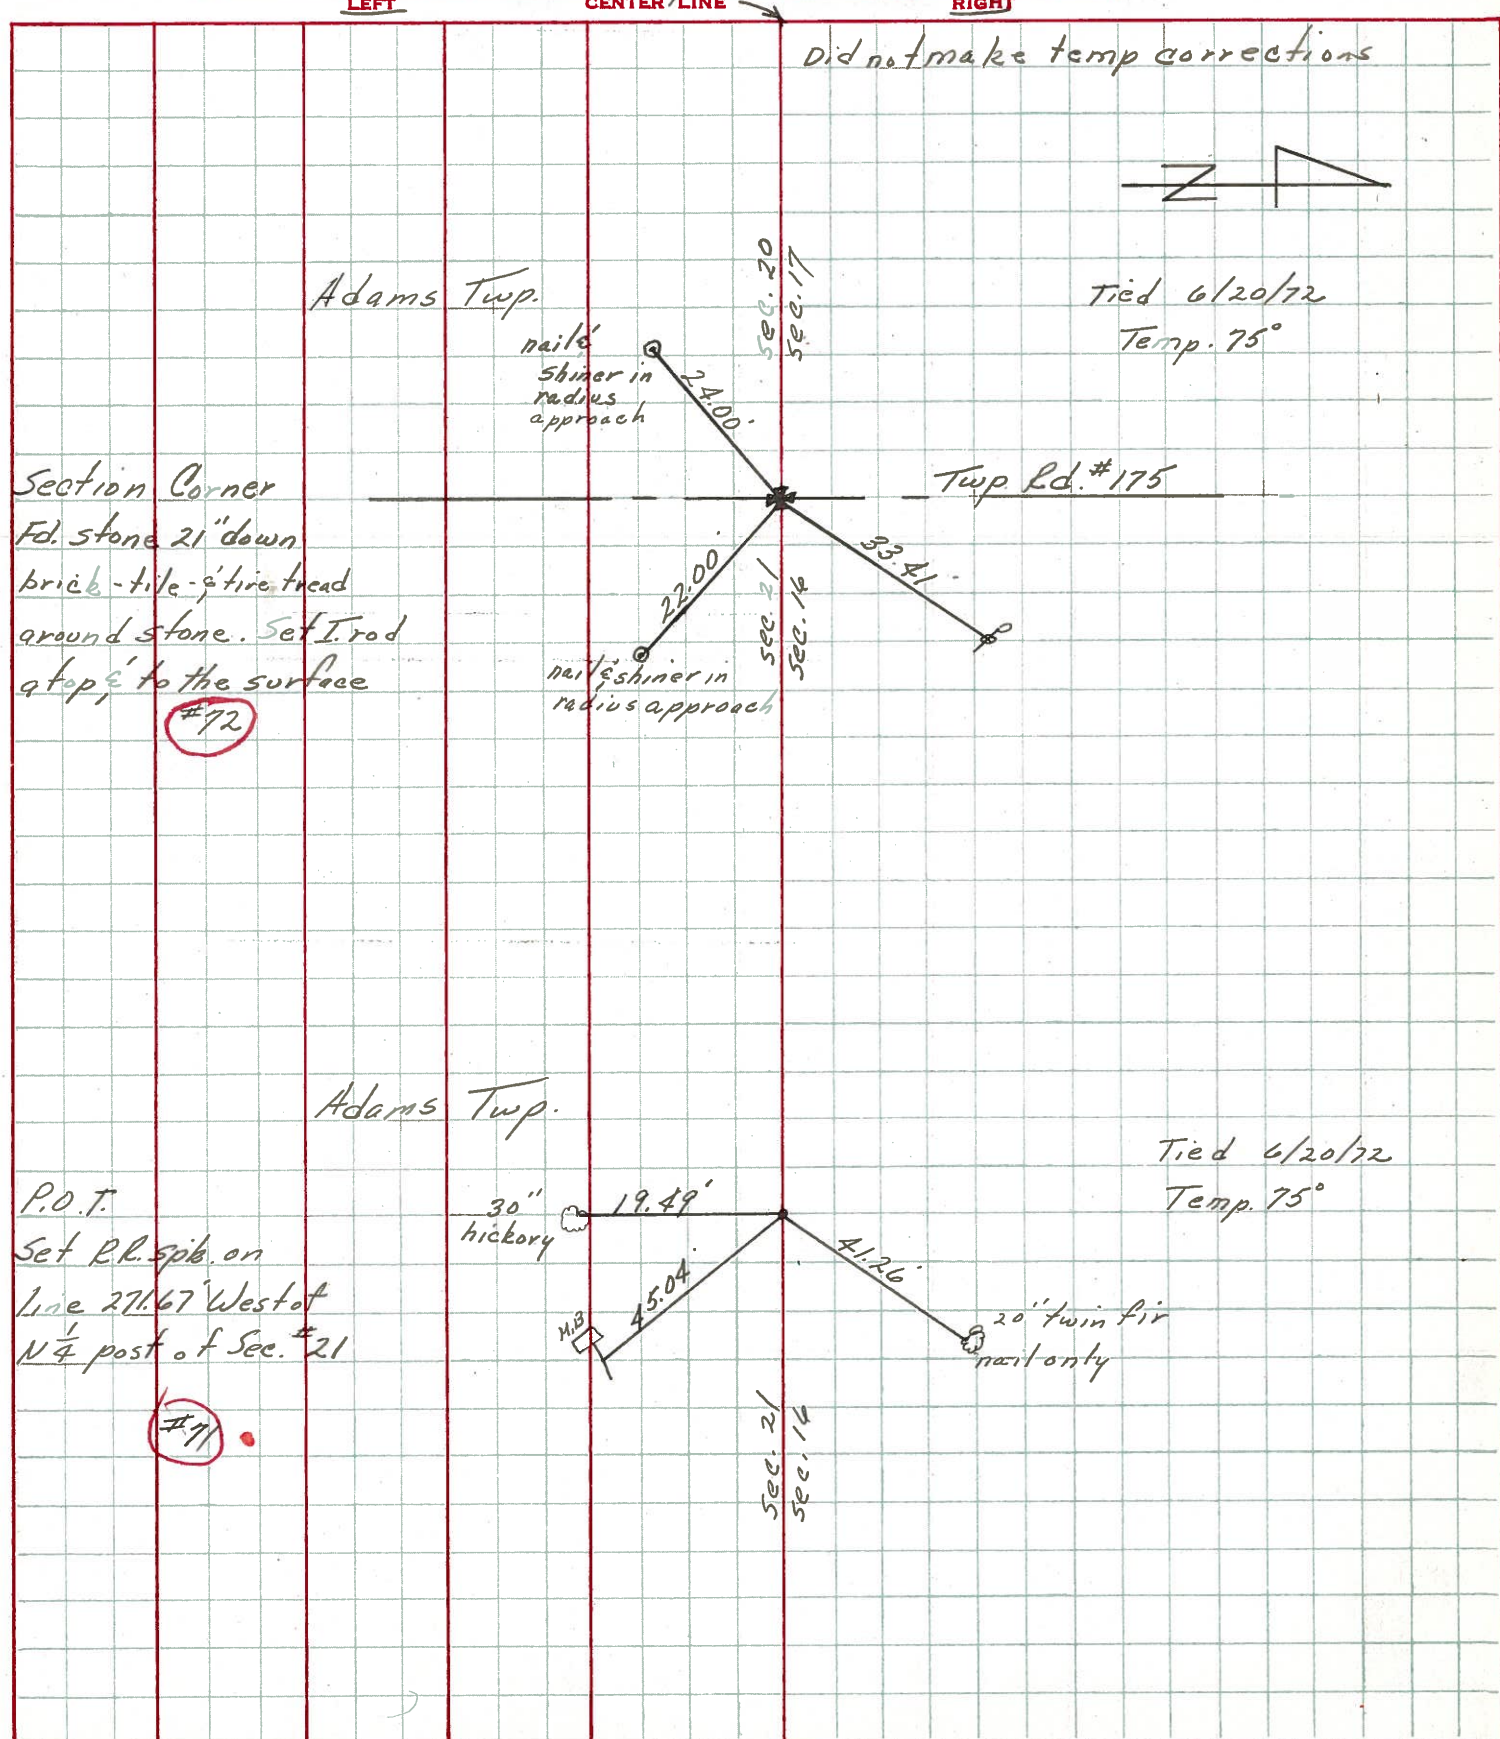 LEFT CENTER LINE RIGHT
Did not make temp corrections
N
Sec. 20
Sec. 17
Adams Twp.
Tied 6/20/72
Temp. 75°
nail &
shiner in
radius
approach
24.00'
Section Corner
Twp. Rd. #175
Fd. stone 21" down
brick - tile - & tire tread
around stone. Set I. rod
atop, & to the surface
#72
22.00'
33.41'
Sec. 21
Sec. 16
nail & shiner in
radius approach
Adams Twp.
Tied 6/20/72
Temp. 75°
P.O.T.
Set R.R. spik. on
Line 271.67' West of
N 1/4 post of Sec. #21
#71
30"
hickory
19.49'
45.04'
41.26'
M.B
20" twin fir
nail only
Sec. 21
Sec. 16